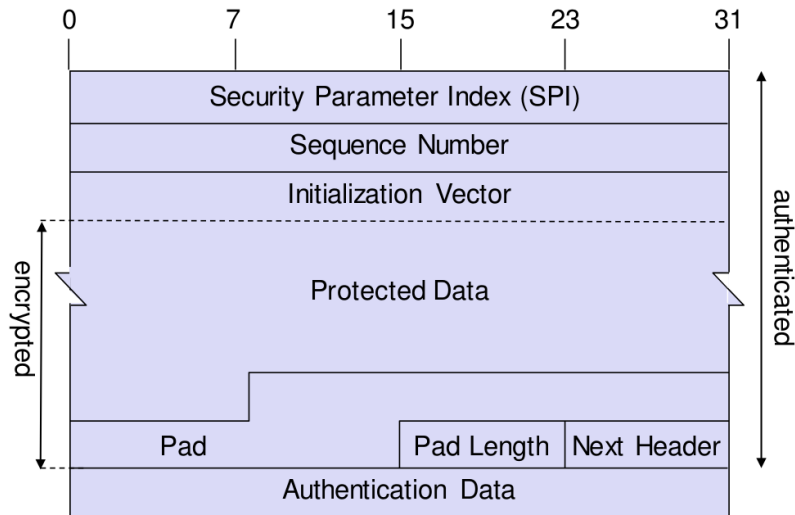 0 7 15 23 31
Security Parameter Index (SPI)
Sequence Number
Initialization Vector
encrypted
Protected Data
authenticated
Pad Pad Length Next Header
Authentication Data